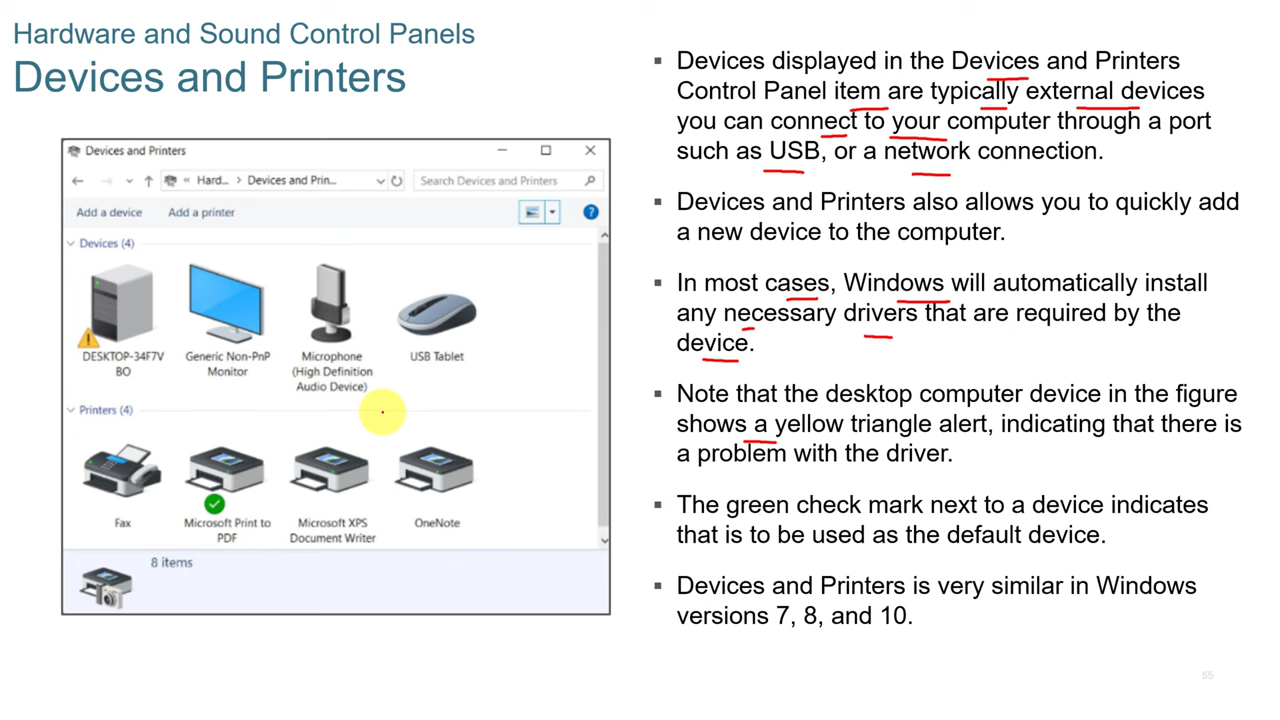 Hardware and Sound Control Panels
Devices and Printers
Devices and Printers
Hard... > Devices and Prin...
Search Devices and Printers
Add a device
Add a printer
Devices (4)
DESKTOP-34F7V
BO
Generic Non-PnP
Monitor
Microphone
(High Definition
Audio Device)
USB Tablet
Printers (4)
Fax
Microsoft Print to
PDF
Microsoft XPS
Document Writer
OneNote
8 items
▪ Devices displayed in the Devices and Printers
Control Panel item are typically external devices
you can connect to your computer through a port
such as USB, or a network connection.
▪ Devices and Printers also allows you to quickly add
a new device to the computer.
▪ In most cases, Windows will automatically install
any necessary drivers that are required by the
device.
▪ Note that the desktop computer device in the figure
shows a yellow triangle alert, indicating that there is
a problem with the driver.
▪ The green check mark next to a device indicates
that is to be used as the default device.
▪ Devices and Printers is very similar in Windows
versions 7, 8, and 10.
55